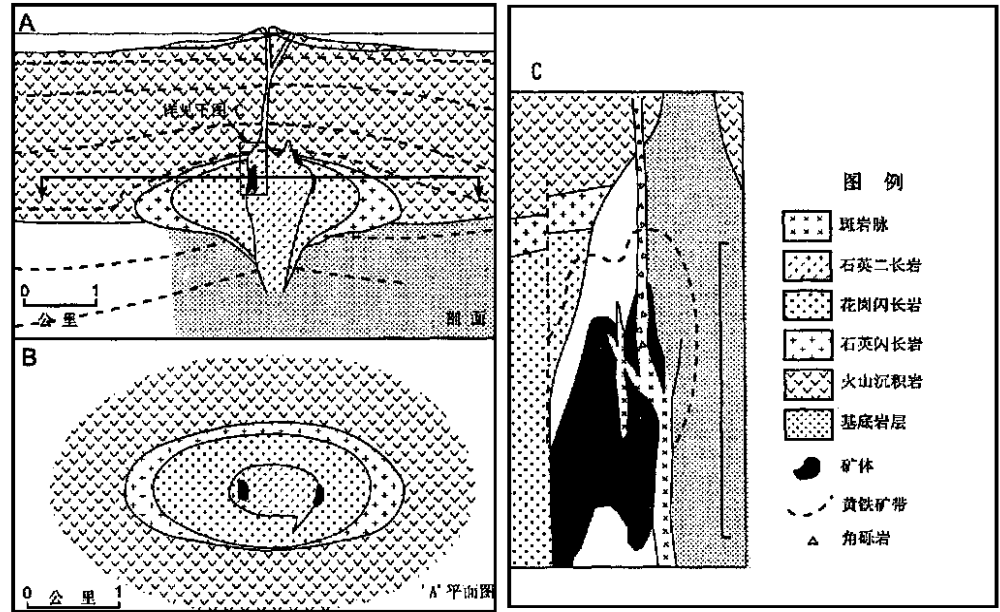 A
详见下图 C
0 1
公 里
剖 面
B
0 公 里 1
'A' 平面图
C
图 例
斑岩脉
石英二长岩
花岗闪长岩
石英闪长岩
火山沉积岩
基底岩层
矿体
黄铁矿带
角砾岩